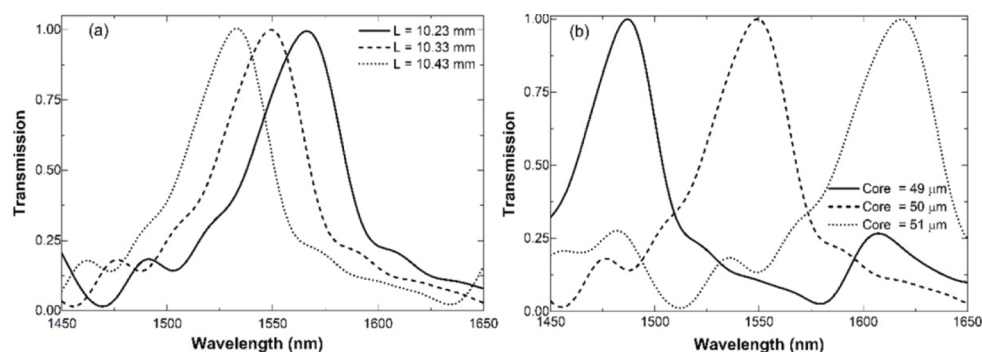 (a)
L = 10.23 mm
L = 10.33 mm
L = 10.43 mm
1.00
0.75
0.50
0.25
0.00
Transmission
1450 1500 1550 1600 1650
Wavelength (nm)
(b)
Core = 49 μm
Core = 50 μm
Core = 51 μm
1.00
0.75
0.50
0.25
0.00
Transmission
1450 1500 1550 1600 1650
Wavelength (nm)